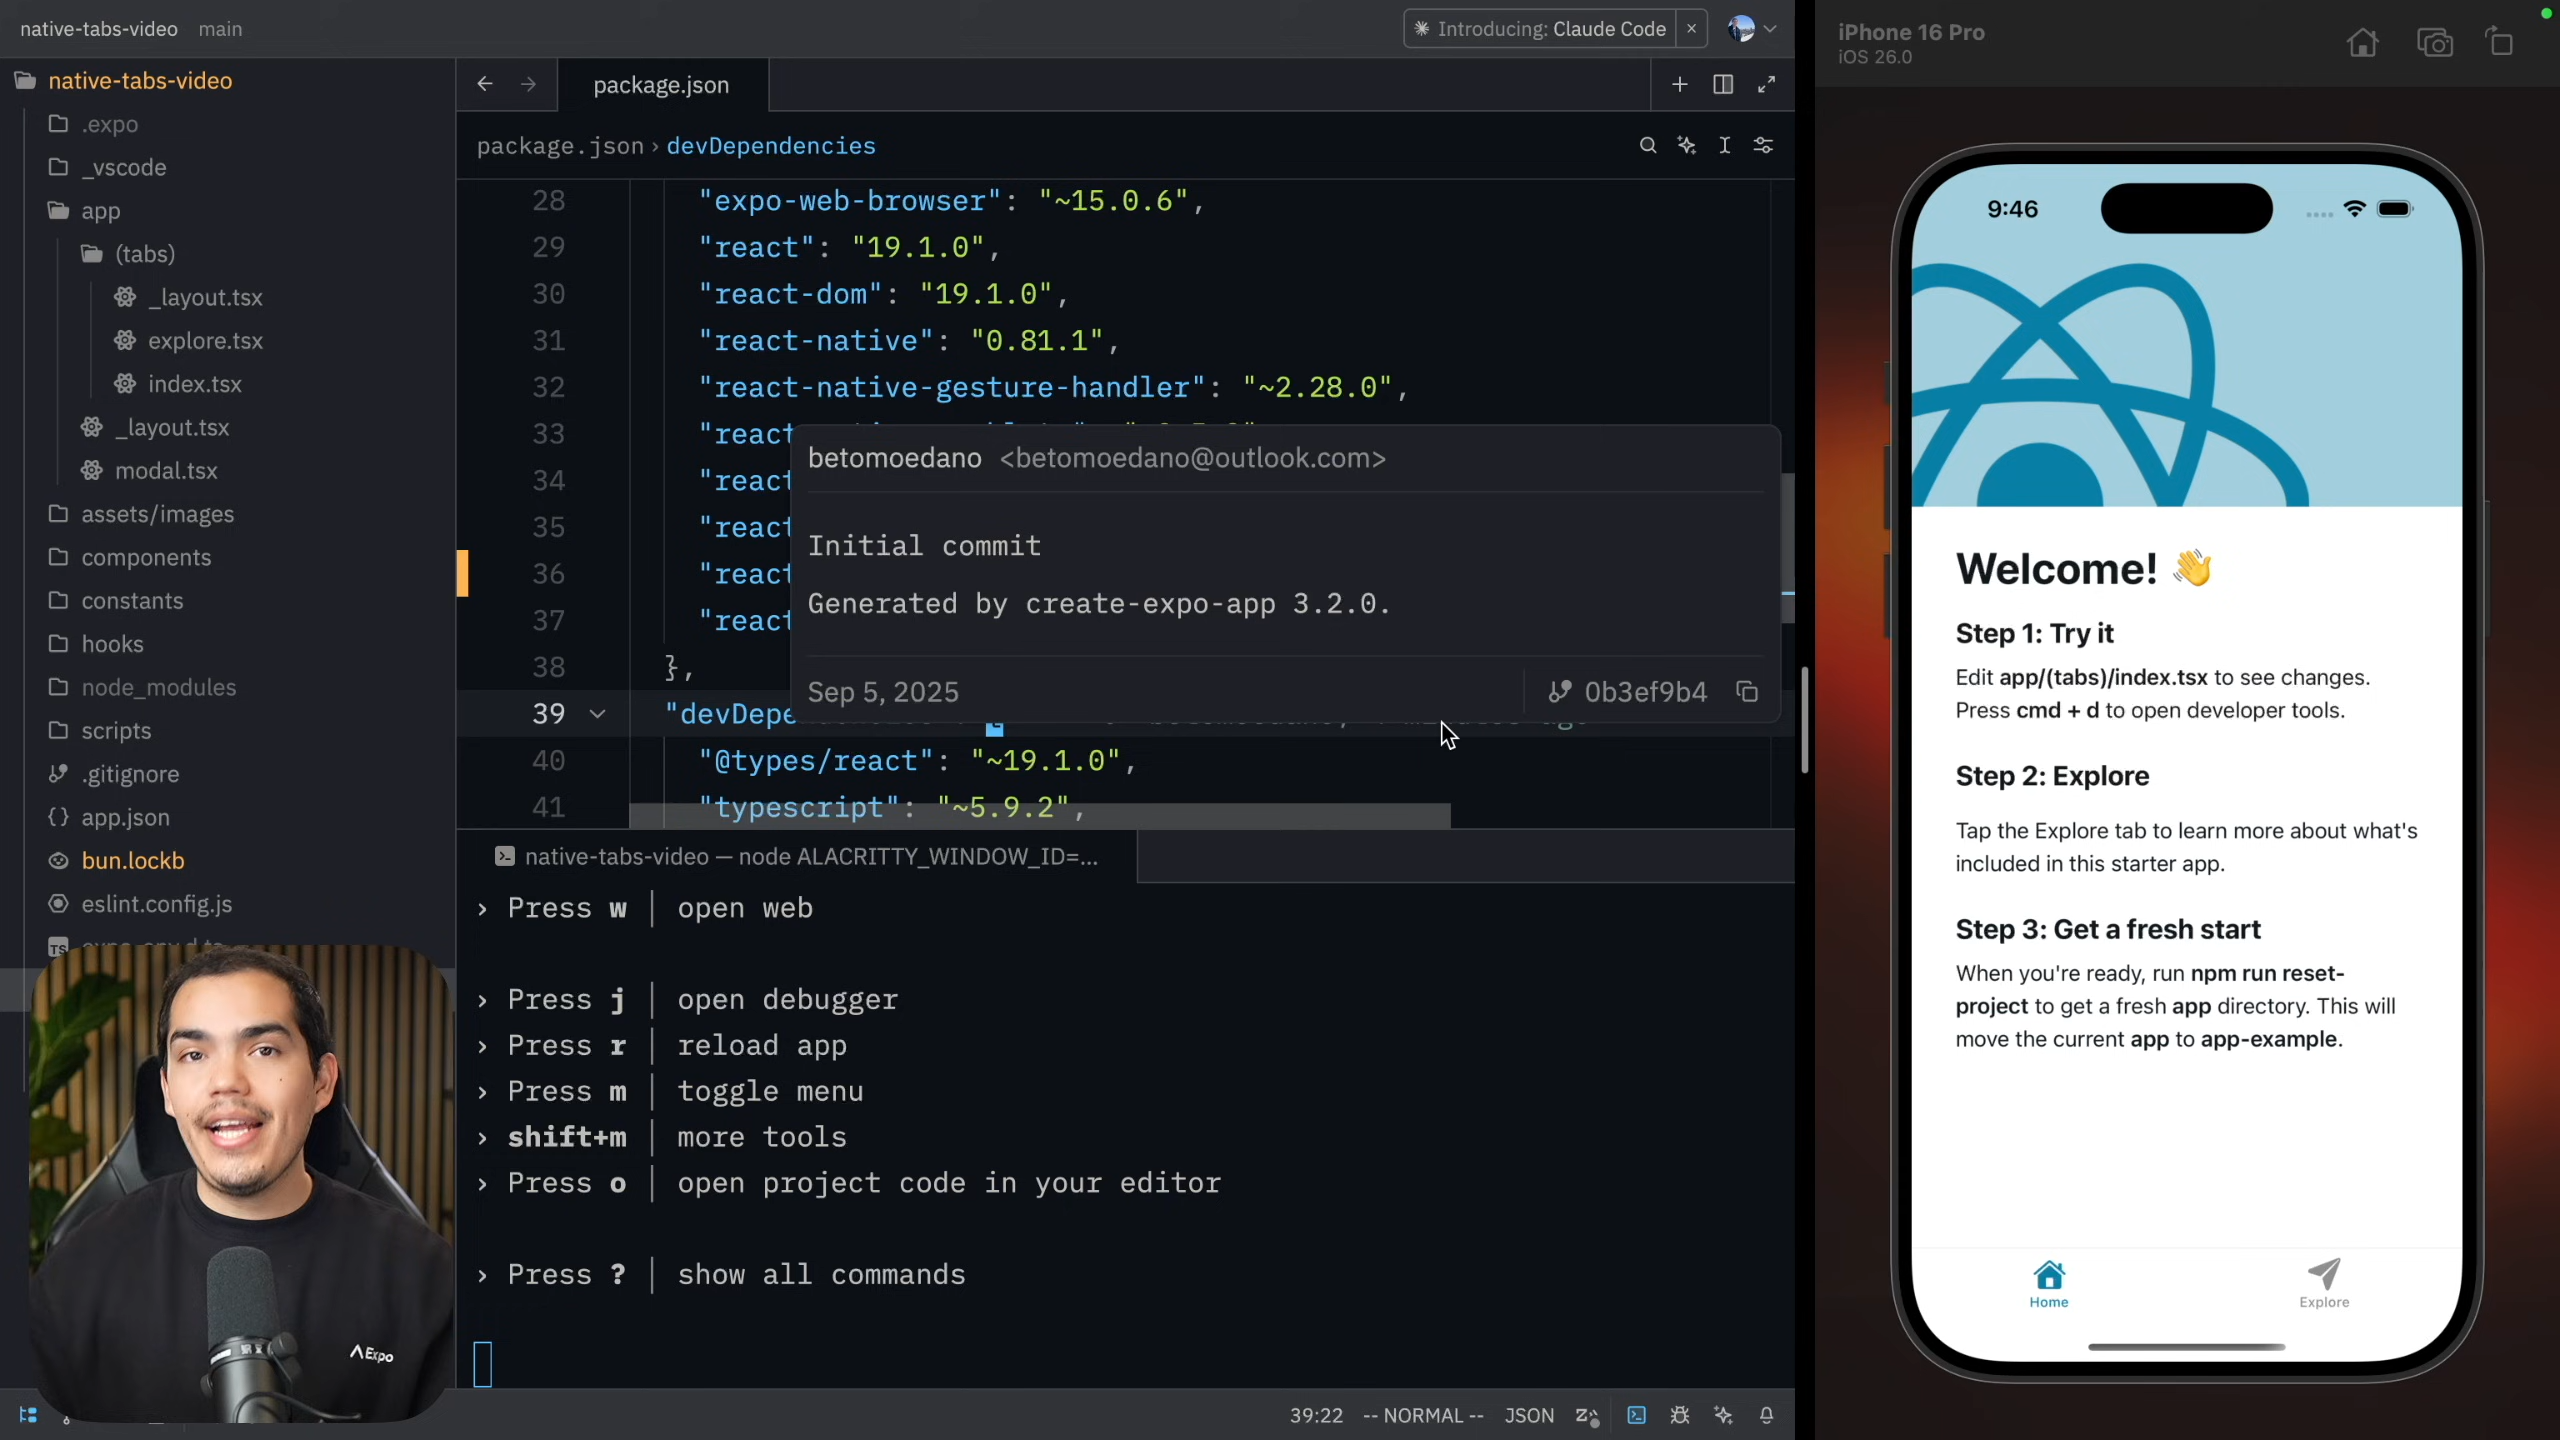 native-tabs-video main
Introducing: Claude Code
native-tabs-video
.expo
_vscode
app
(tabs)
_layout.tsx
explore.tsx
index.tsx
_layout.tsx
modal.tsx
assets/images
components
constants
hooks
node_modules
scripts
.gitignore
app.json
bun.lockb
eslint.config.js
package.json
package.json › devDependencies
28 "expo-web-browser": "~15.0.6",
29 "react": "19.1.0",
30 "react-dom": "19.1.0",
31 "react-native": "0.81.1",
32 "react-native-gesture-handler": "~2.28.0",
33 "react
34 "react
35 "react
36 "react
37 "react
38 },
39 "devDepe
40 "@types/react": "~19.1.0",
41 "typescript": "~5.9.2",
betomoedano <betomoedano@outlook.com>
Initial commit
Generated by create-expo-app 3.2.0.
Sep 5, 2025 0b3ef9b4
native-tabs-video — node ALACRITTY_WINDOW_ID=...
› Press w │ open web
› Press j │ open debugger
› Press r │ reload app
› Press m │ toggle menu
› shift+m │ more tools
› Press o │ open project code in your editor
› Press ? │ show all commands
39:22 -- NORMAL -- JSON
Expo
iPhone 16 Pro
iOS 26.0
9:46
Welcome! 👋
Step 1: Try it
Edit app/(tabs)/index.tsx to see changes.
Press cmd + d to open developer tools.
Step 2: Explore
Tap the Explore tab to learn more about what's
included in this starter app.
Step 3: Get a fresh start
When you're ready, run npm run reset-
project to get a fresh app directory. This will
move the current app to app-example.
Home
Explore